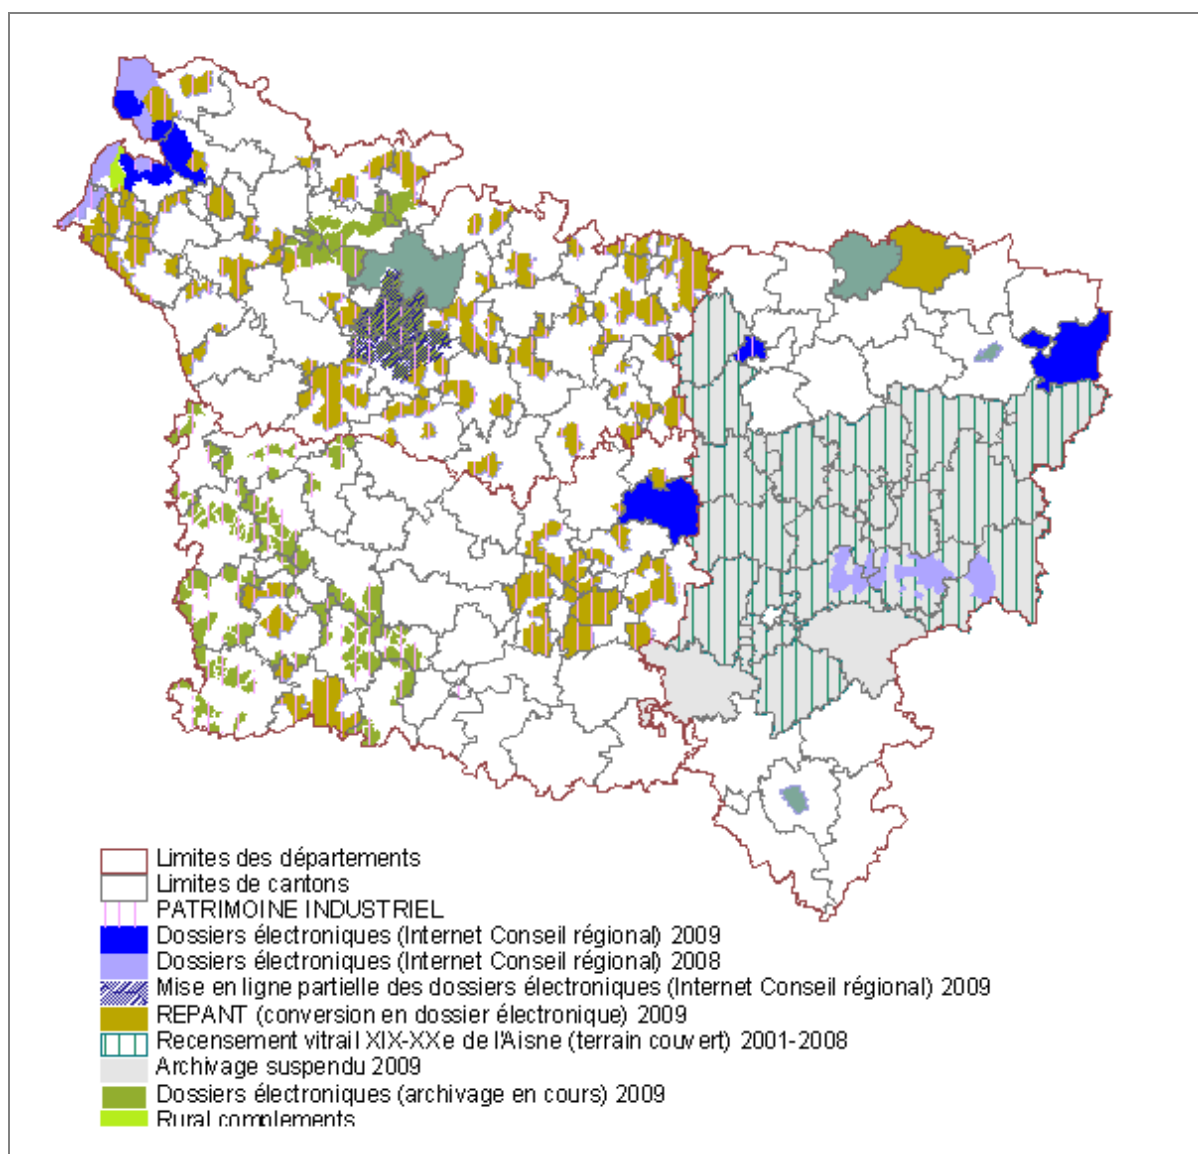 Limites des départements
Limites de cantons
PATRIMOINE INDUSTRIEL
Dossiers électroniques (Internet Conseil régional) 2009
Dossiers électroniques (Internet Conseil régional) 2008
Mise en ligne partielle des dossiers électroniques (Internet Conseil régional) 2009
REPANT (conversion en dossier électronique) 2009
Recensement vitrail XIX-XXe de l'Aisne (terrain couvert) 2001-2008
Archivage suspendu 2009
Dossiers électroniques (archivage en cours) 2009
Rural complements